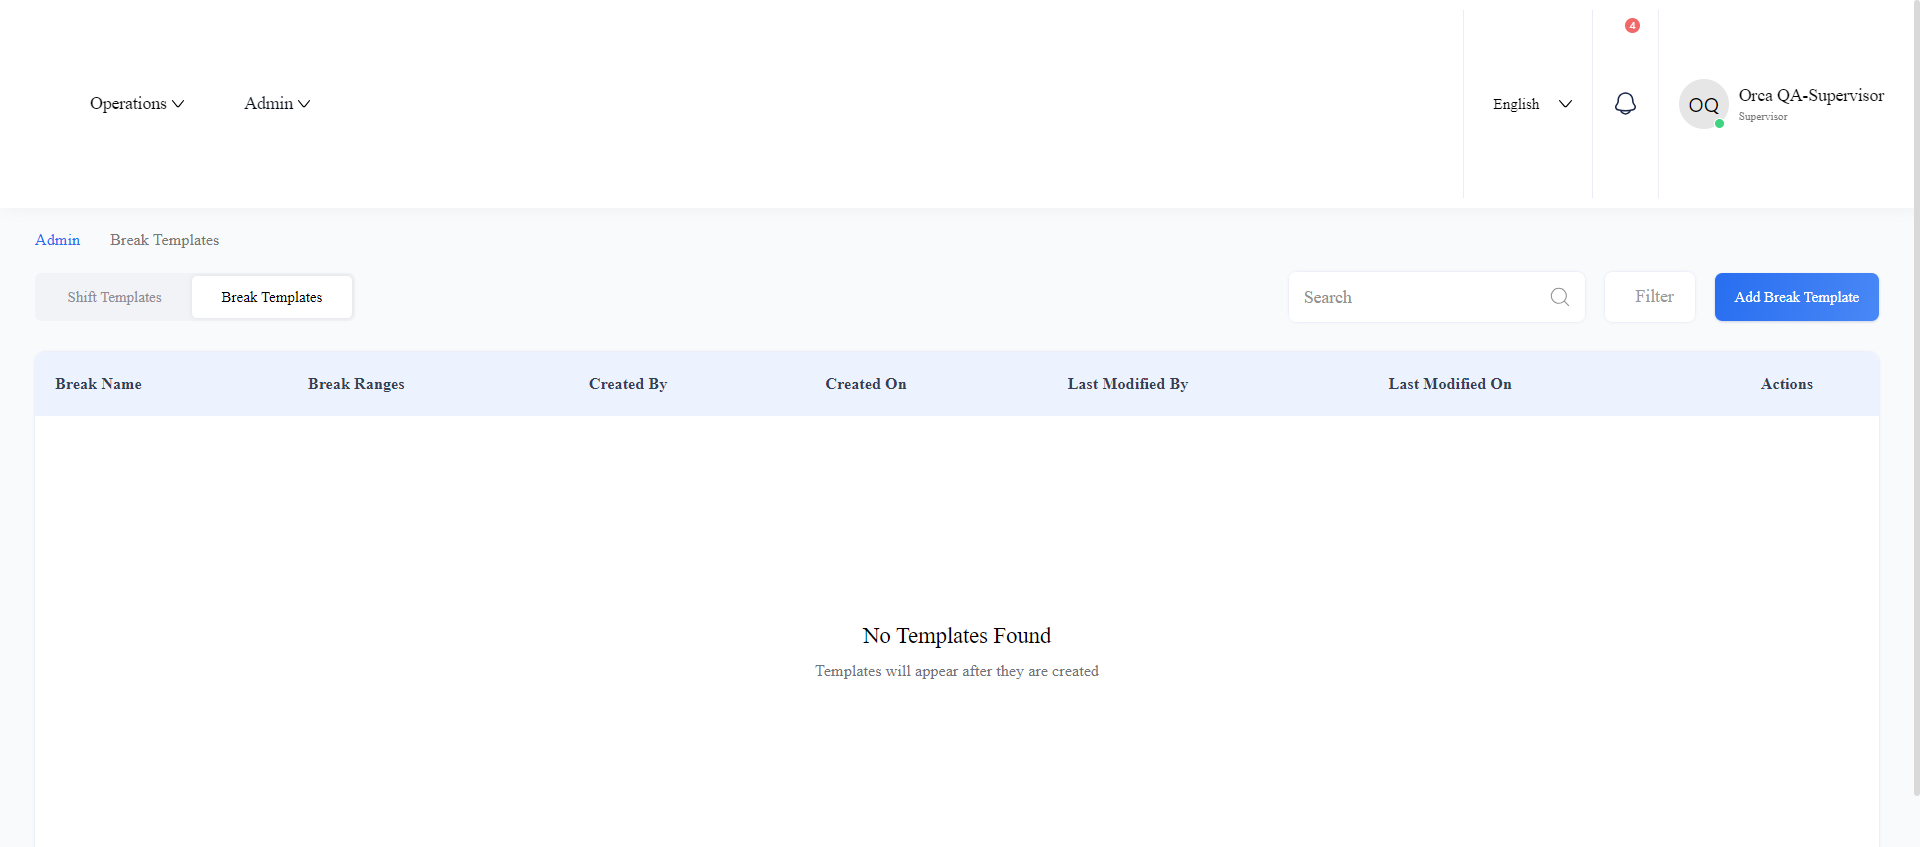 4
Operations
Admin
English
OQ
Orca QA-Supervisor
Supervisor
Admin
Break Templates
Shift Templates
Break Templates
Search
Filter
Add Break Template
Break Name
Break Ranges
Created By
Created On
Last Modified By
Last Modified On
Actions
No Templates Found
Templates will appear after they are created